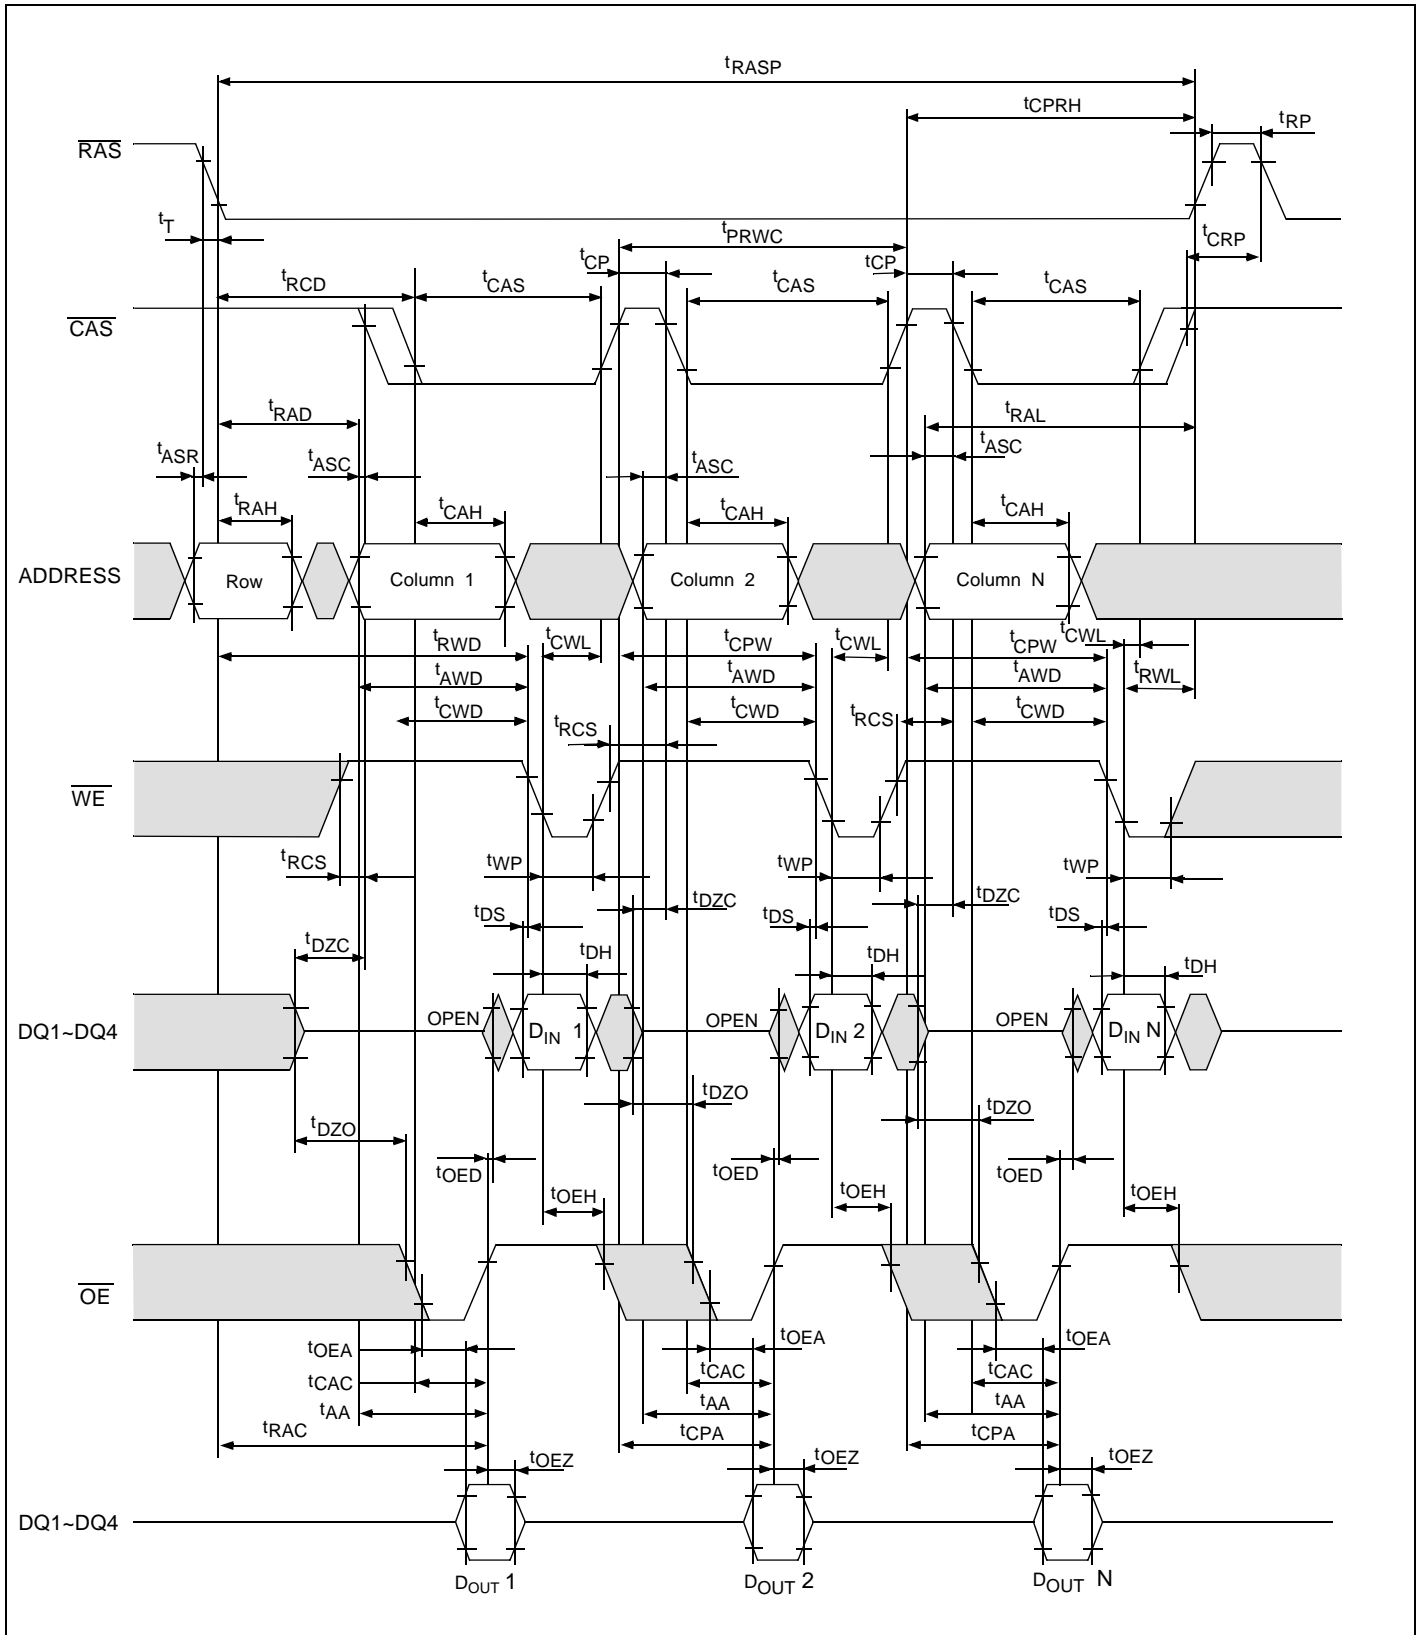 tRASP
tCPRH
tRP
RAS
tT
tPRWC
tCRP
tCP
tCP
tRCD
tCAS
tCAS
tCAS
CAS
tRAD
tRAL
tASR
tASC
tASC
tASC
tRAH
tCAH
tCAH
tCAH
ADDRESS
Row
Column 1
Column 2
Column N
tRWD
tCWL
tCPW
tCWL
tCPW
tCWL
tAWD
tAWD
tAWD
tRWL
tCWD
tCWD
tCWD
tRCS
tRCS
WE
tRCS
tWP
tWP
tWP
tDZC
tDZC
tDS
tDS
tDS
tDZC
tDH
tDH
tDH
DQ1~DQ4
OPEN
DIN 1
OPEN
DIN 2
OPEN
DIN N
tDZO
tDZO
tDZO
tOED
tOED
tOED
tOEH
tOEH
tOEH
OE
tOEA
tOEA
tOEA
tCAC
tCAC
tCAC
tAA
tAA
tAA
tRAC
tCPA
tCPA
tOEZ
tOEZ
tOEZ
DQ1~DQ4
DOUT 1
DOUT 2
DOUT N